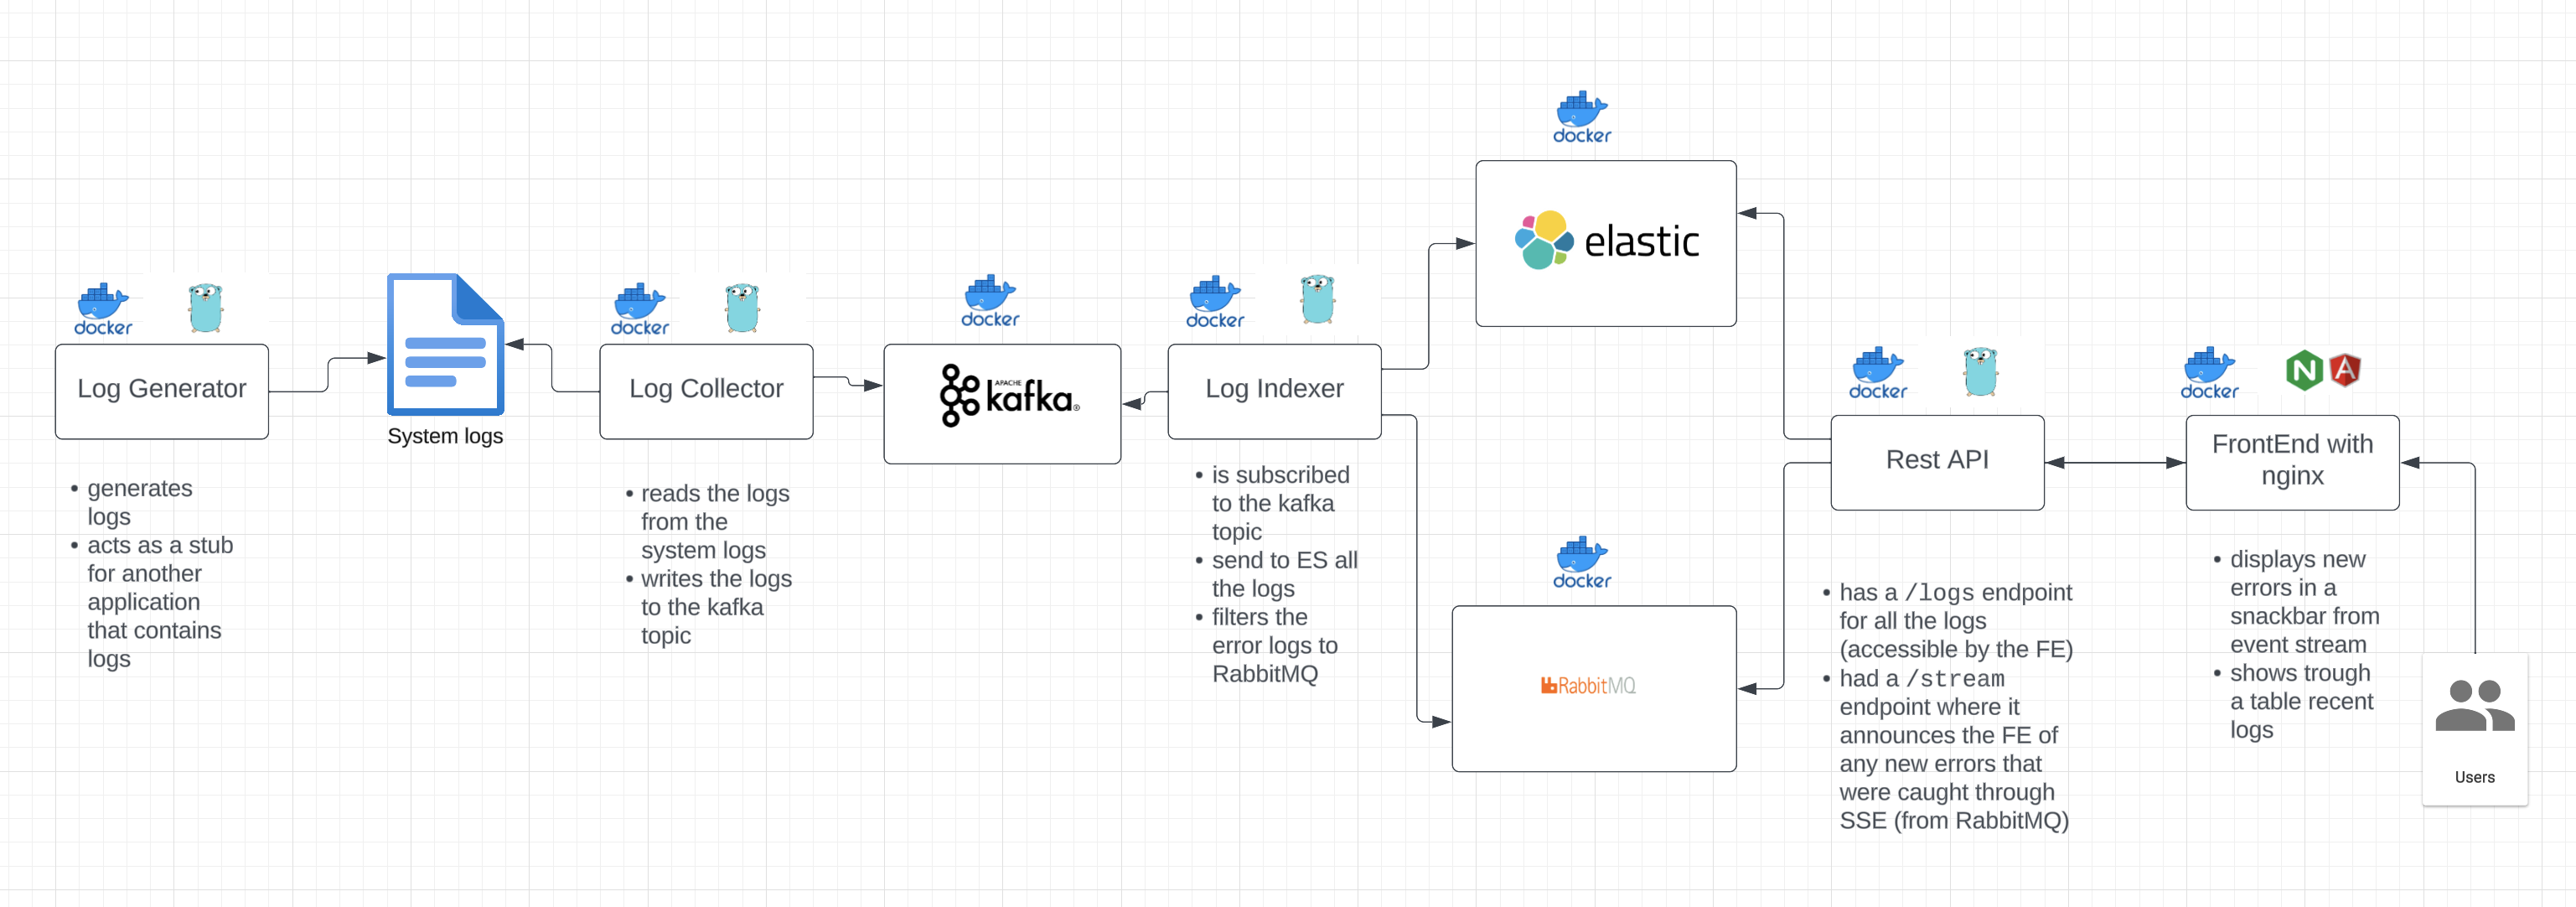 docker
elastic
docker
Log Generator
• generates
logs
• acts as a stub
for another
application
that contains
logs
System logs
docker
Log Collector
• reads the logs
from the
system logs
• writes the logs
to the kafka
topic
docker
APACHE
kafka®
docker
Log Indexer
• is subscribed
to the kafka
topic
• send to ES all
the logs
• filters the
error logs to
RabbitMQ
docker
RabbitMQ
docker
Rest API
• has a /logs endpoint
for all the logs
(accessible by the FE)
• had a /stream
endpoint where it
announces the FE of
any new errors that
were caught through
SSE (from RabbitMQ)
docker
N A
FrontEnd with
nginx
• displays new
errors in a
snackbar from
event stream
• shows trough
a table recent
logs
Users